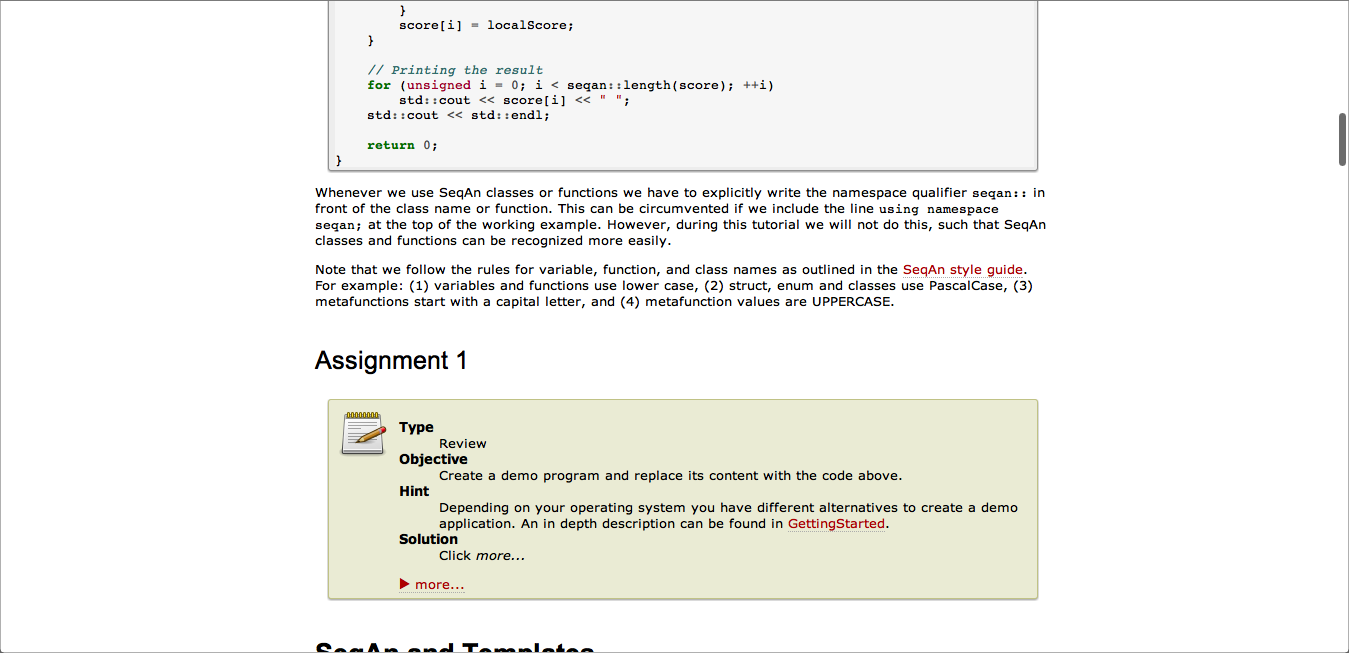 }
score[i] = localScore;
}
// Printing the result
for (unsigned i = 0; i < seqan::length(score); ++i)
std::cout << score[i] << " ";
std::cout << std::endl;
return 0;
}
Whenever we use SeqAn classes or functions we have to explicitly write the namespace qualifier seqan:: in
front of the class name or function. This can be circumvented if we include the line using namespace
seqan; at the top of the working example. However, during this tutorial we will not do this, such that SeqAn
classes and functions can be recognized more easily.
Note that we follow the rules for variable, function, and class names as outlined in the SeqAn style guide.
For example: (1) variables and functions use lower case, (2) struct, enum and classes use PascalCase, (3)
metafunctions start with a capital letter, and (4) metafunction values are UPPERCASE.
Assignment 1
Type
Review
Objective
Create a demo program and replace its content with the code above.
Hint
Depending on your operating system you have different alternatives to create a demo
application. An in depth description can be found in GettingStarted.
Solution
Click more...
more...
SeqAn and Templates